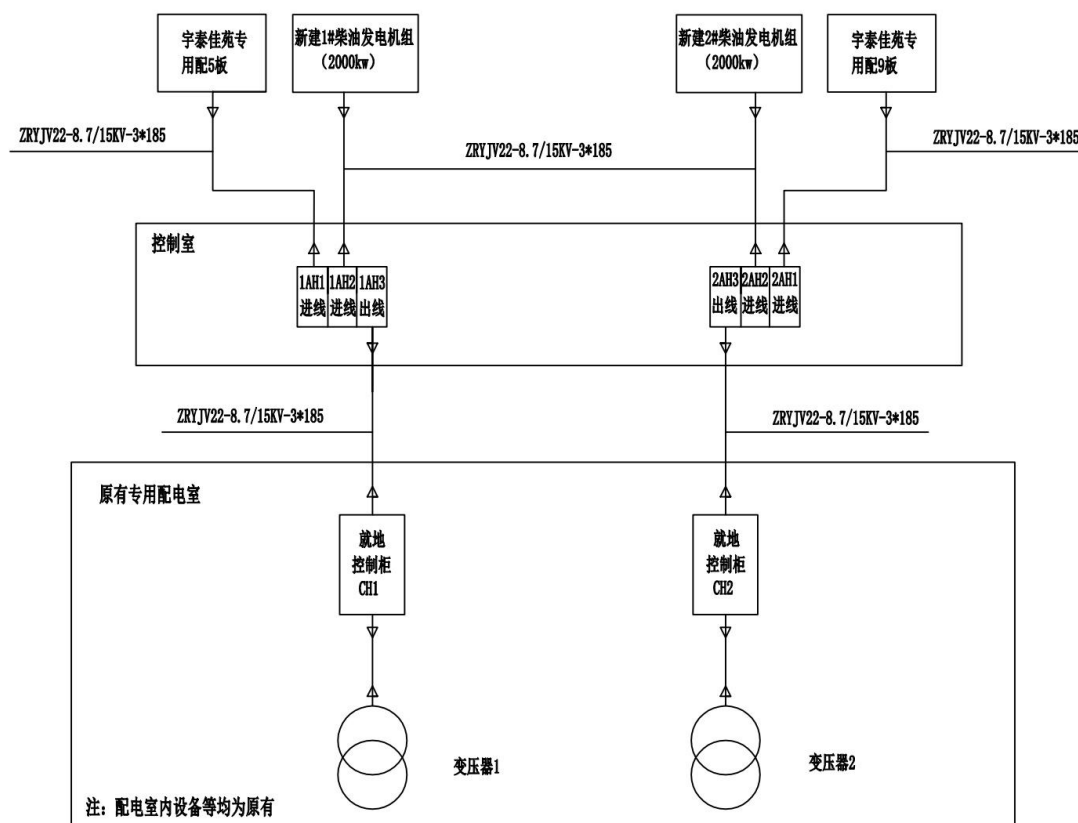 宇泰佳苑专
用配5板
新建1#柴油发电机组
（2000kw）
新建2#柴油发电机组
（2000kw）
宇泰佳苑专
用配9板
ZRYJV22-8.7/15KV-3*185
ZRYJV22-8.7/15KV-3*185
ZRYJV22-8.7/15KV-3*185
控制室
1AH1
进线
1AH2
进线
1AH3
出线
2AH3
出线
2AH2
进线
2AH1
进线
ZRYJV22-8.7/15KV-3*185
ZRYJV22-8.7/15KV-3*185
原有专用配电室
就地
控制柜
CH1
就地
控制柜
CH2
变压器1
变压器2
注：配电室内设备等均为原有